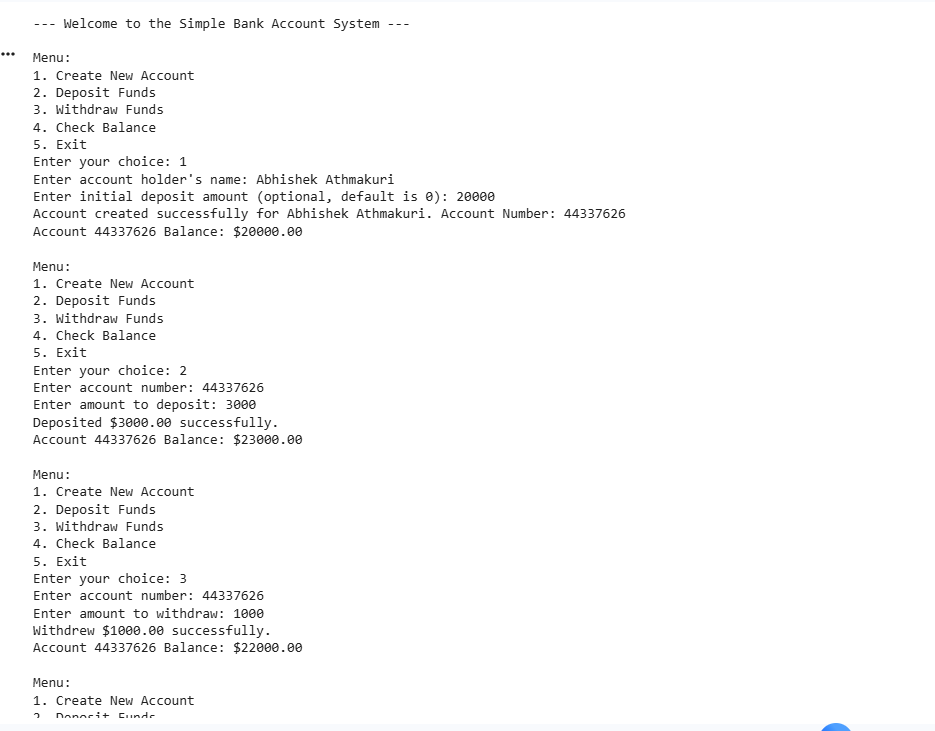 --- Welcome to the Simple Bank Account System ---
Menu:
1. Create New Account
2. Deposit Funds
3. Withdraw Funds
4. Check Balance
5. Exit
Enter your choice: 1
Enter account holder's name: Abhishek Athmakuri
Enter initial deposit amount (optional, default is 0): 20000
Account created successfully for Abhishek Athmakuri. Account Number: 44337626
Account 44337626 Balance: $20000.00
Menu:
1. Create New Account
2. Deposit Funds
3. Withdraw Funds
4. Check Balance
5. Exit
Enter your choice: 2
Enter account number: 44337626
Enter amount to deposit: 3000
Deposited $3000.00 successfully.
Account 44337626 Balance: $23000.00
Menu:
1. Create New Account
2. Deposit Funds
3. Withdraw Funds
4. Check Balance
5. Exit
Enter your choice: 3
Enter account number: 44337626
Enter amount to withdraw: 1000
Withdrew $1000.00 successfully.
Account 44337626 Balance: $22000.00
Menu:
1. Create New Account
2. Deposit Funds